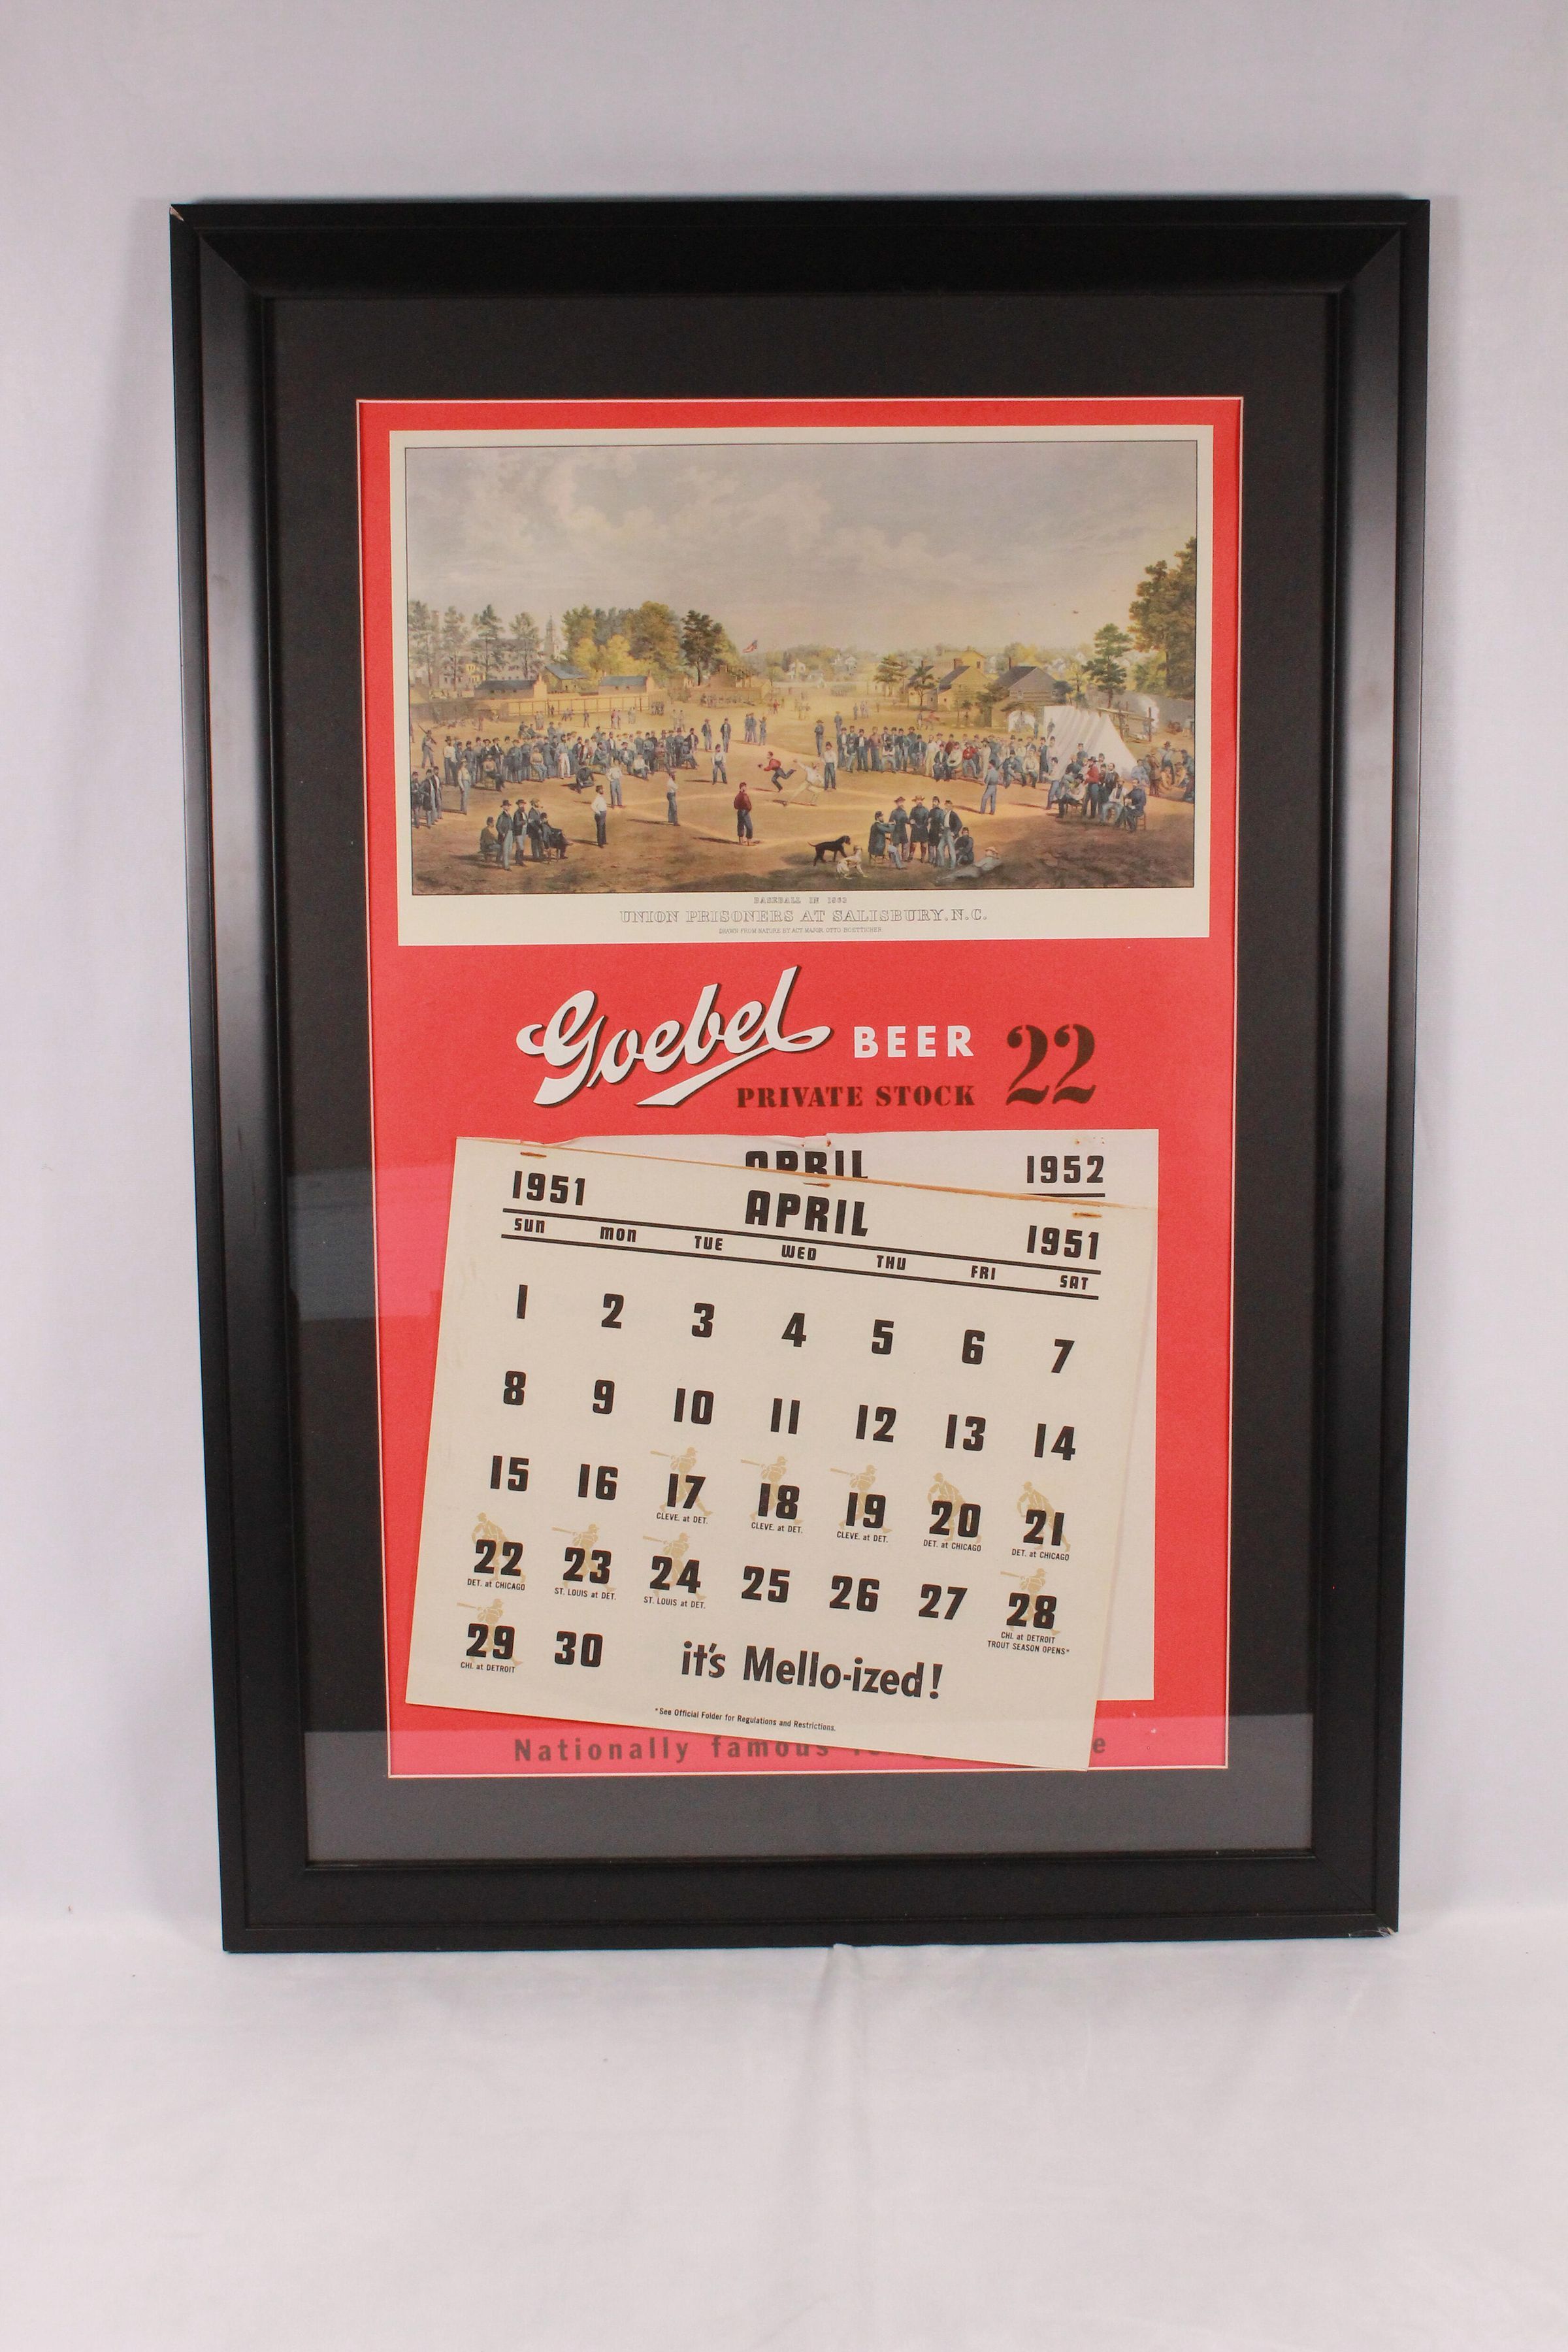 BASEBALL IN 1863
UNION PRISONERS AT SALISBURY, N.C.
DRAWN FROM NATURE BY ACT. MAJOR OTTO BOETTICHER.
Goebel BEER 22
PRIVATE STOCK
APRIL 1952
1951 APRIL 1951
SUN MON TUE WED THU FRI SAT
1 2 3 4 5 6 7
8 9 10 11 12 13 14
15 16 17 18 19 20 21
CLEVE. at DET. CLEVE. at DET. CLEVE. at DET. DET. at CHICAGO DET. at CHICAGO
22 23 24 25 26 27 28
DET. at CHICAGO ST. LOUIS at DET. ST. LOUIS at DET. CHI. at DETROIT
TROUT SEASON OPENS*
29 30 it's Mello-ized!
CHI. at DETROIT
*See Official Folder for Regulations and Restrictions.
Nationally famous